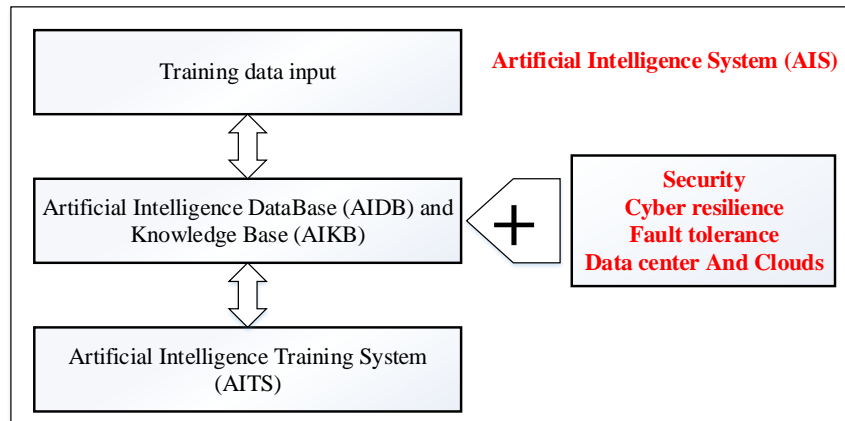 Training data input
Artificial Intelligence System (AIS)
Artificial Intelligence DataBase (AIDB) and
Knowledge Base (AIKB)
+
Security
Cyber resilience
Fault tolerance
Data center And Clouds
Artificial Intelligence Training System
(AITS)